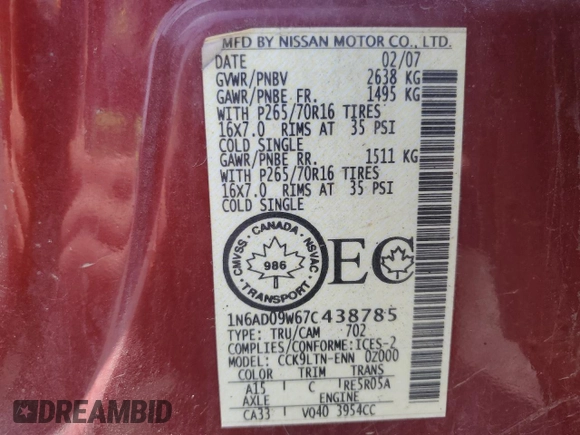 MFD BY NISSAN MOTOR CO., LTD.
DATE 02/07
GVWR/PNBV 2638 KG
GAWR/PNBE FR. 1495 KG
WITH P265/70R16 TIRES
16X7.0 RIMS AT 35 PSI
COLD SINGLE
GAWR/PNBE RR. 1511 KG
WITH P265/70R16 TIRES
16X7.0 RIMS AT 35 PSI
COLD SINGLE
CMVSS - CANADA - NSVAC
986
TRANSPORT
EC
1N6AD09W67C438785
TYPE: TRU/CAM 702
COMPLIES/CONFORME:ICES-2
MODEL: CCK9LTN-ENN 0Z000
COLOR TRIM TRANS
A15 C RE5R05A
AXLE ENGINE
CA33 VQ40 3954CC
DREAMBID